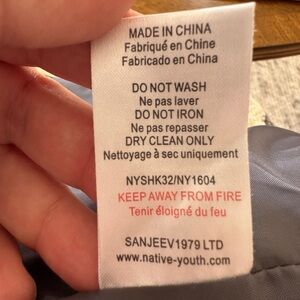 MADE IN CHINA
Fabriqué en Chine
Fabricado en China
DO NOT WASH
Ne pas laver
DO NOT IRON
Ne pas repasser
DRY CLEAN ONLY
Nettoyage à sec uniquement
NYSHK32/NY1604
KEEP AWAY FROM FIRE
Tenir éloigné du feu
SANJEEV1979 LTD
www.native-youth.com